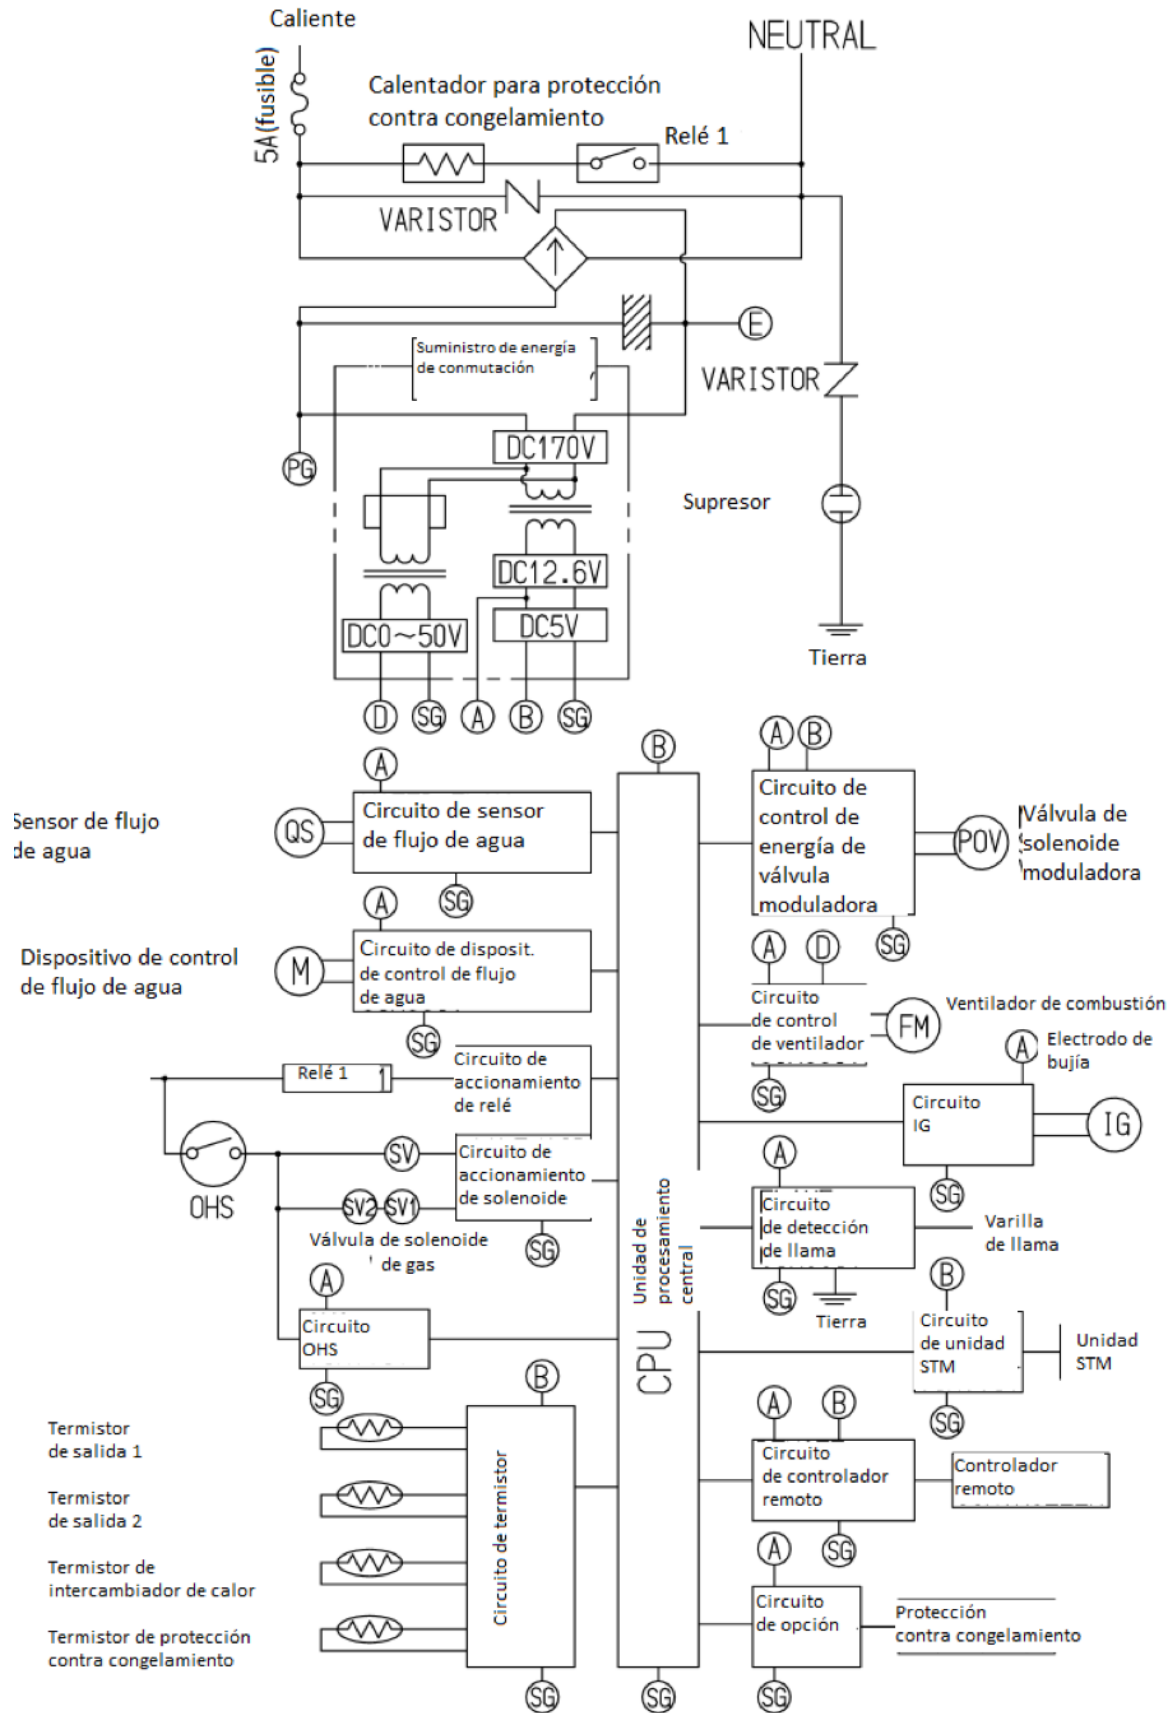 Caliente
NEUTRAL
5A(fusible)
Calentador para protección
contra congelamiento
Relé 1
VARISTOR
E
Suministro de energía
de conmutación
VARISTOR
DC170V
PG
Supresor
DC12.6V
DC5V
DC0~50V
Tierra
D
SG
A
B
SG
A
B
A
B
Sensor de flujo
de agua
QS
Circuito de sensor
de flujo de agua
SG
Circuito de
control de
energía de
válvula
moduladora
POV
Válvula de
solenoide
moduladora
SG
A
Dispositivo de control
de flujo de agua
M
Circuito de disposit.
de control de flujo
de agua
SG
A
D
Circuito
de control
de ventilador
FM
Ventilador de combustión
SG
A
Electrodo de
bujía
Relé 1
1
Circuito de
accionamiento
de relé
Circuito
IG
IG
SG
OHS
SV
SV2
SV1
Circuito de
accionamiento
de solenoide
SG
Válvula de solenoide
de gas
Unidad de
procesamiento
central
CPU
A
Circuito
de detección
de llama
Varilla
de llama
SG
Tierra
A
Circuito
OHS
SG
B
Circuito
de unidad
STM
Unidad
STM
SG
B
Termistor
de salida 1
Termistor
de salida 2
Termistor de
intercambiador de calor
Termistor de protección
contra congelamiento
Circuito de termistor
SG
SG
A
B
Circuito
de controlador
remoto
Controlador
remoto
SG
A
Circuito
de opción
Protección
contra congelamiento
SG